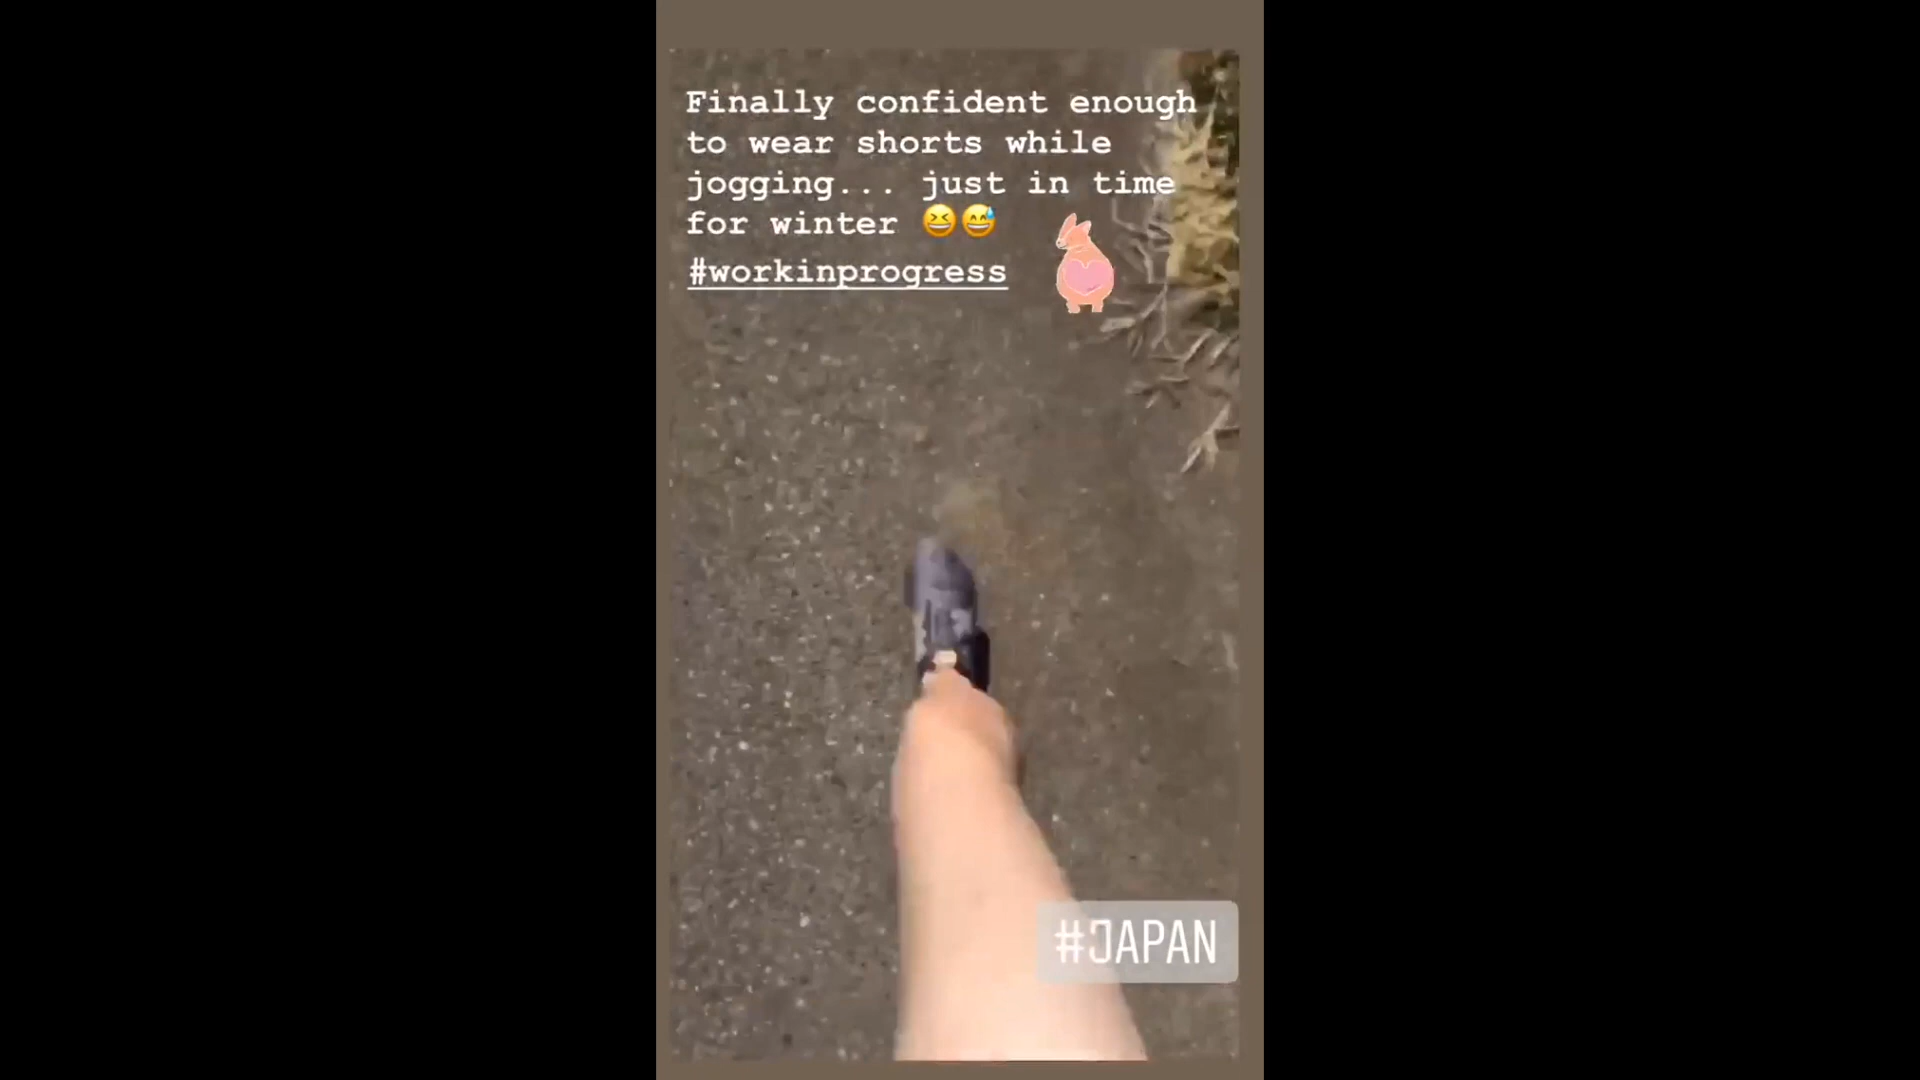 Finally confident enough
to wear shorts while
jogging... just in time
for winter 😆😅
#workinprogress
#JAPAN